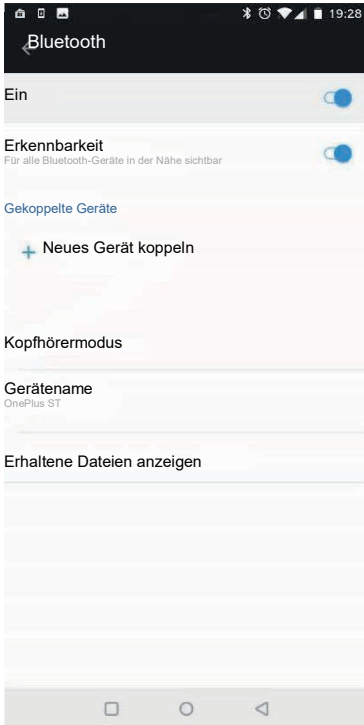 19:28
Bluetooth
Ein
Erkennbarkeit
Für alle Bluetooth-Geräte in der Nähe sichtbar
Gekoppelte Geräte
Neues Gerät koppeln
Kopfhörermodus
Gerätename
OnePlus ST
Erhaltene Dateien anzeigen